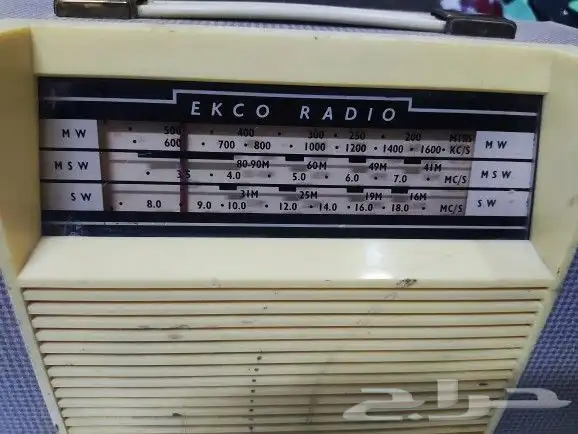 EKCO RADIO
MW 500 400 300 250 200 MTRS MW
600 700 800 1000 1200 1400 1600 KC/S
MSW 80-90M 60M 49M 41M MSW
3.5 4.0 5.0 6.0 7.0 MC/S
SW 31M 25M 19M 16M SW
8.0 9.0 10.0 12.0 14.0 16.0 18.0 MC/S
حراج